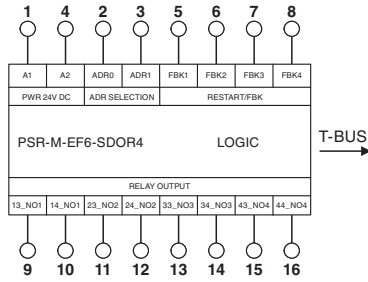 1 4 2 3 5 6 7 8
A1 A2 ADR0 ADR1 FBK1 FBK2 FBK3 FBK4
PWR 24V DC ADR SELECTION RESTART/FBK
PSR-M-EF6-SDOR4 LOGIC T-BUS
RELAY OUTPUT
13_NO1 14_NO1 23_NO2 24_NO2 33_NO3 34_NO3 43_NO4 44_NO4
9 10 11 12 13 14 15 16